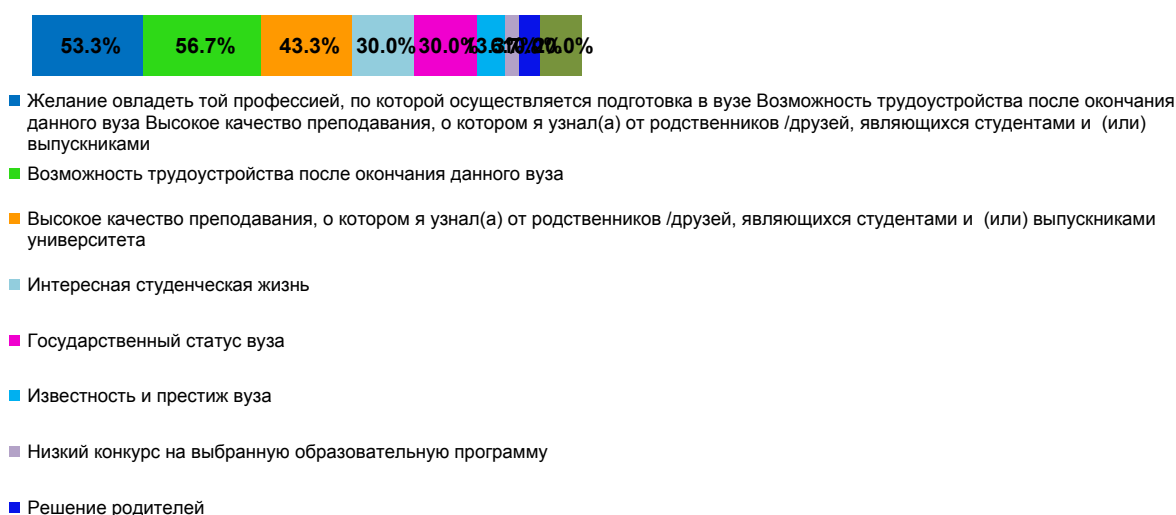 53.3% 56.7% 43.3% 30.0% 30.0%
Желание овладеть той профессией, по которой осуществляется подготовка в вузе Возможность трудоустройства после окончания
данного вуза Высокое качество преподавания, о котором я узнал(а) от родственников /друзей, являющихся студентами и (или)
выпускниками
Возможность трудоустройства после окончания данного вуза
Высокое качество преподавания, о котором я узнал(а) от родственников /друзей, являющихся студентами и (или) выпускниками
университета
Интересная студенческая жизнь
Государственный статус вуза
Известность и престиж вуза
Низкий конкурс на выбранную образовательную программу
Решение родителей